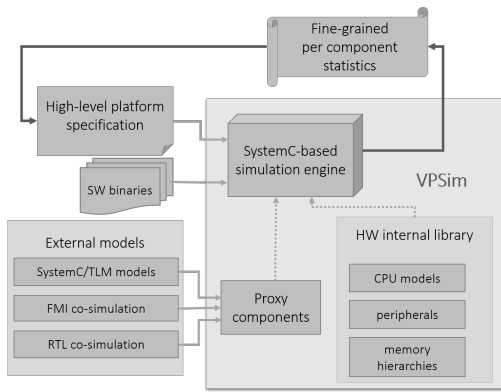 Fine-grained
per component
statistics
High-level platform
specification
SystemC-based
simulation engine
VPSim
SW binaries
External models
SystemC/TLM models
FMI co-simulation
RTL co-simulation
Proxy
components
HW internal library
CPU models
peripherals
memory
hierarchies